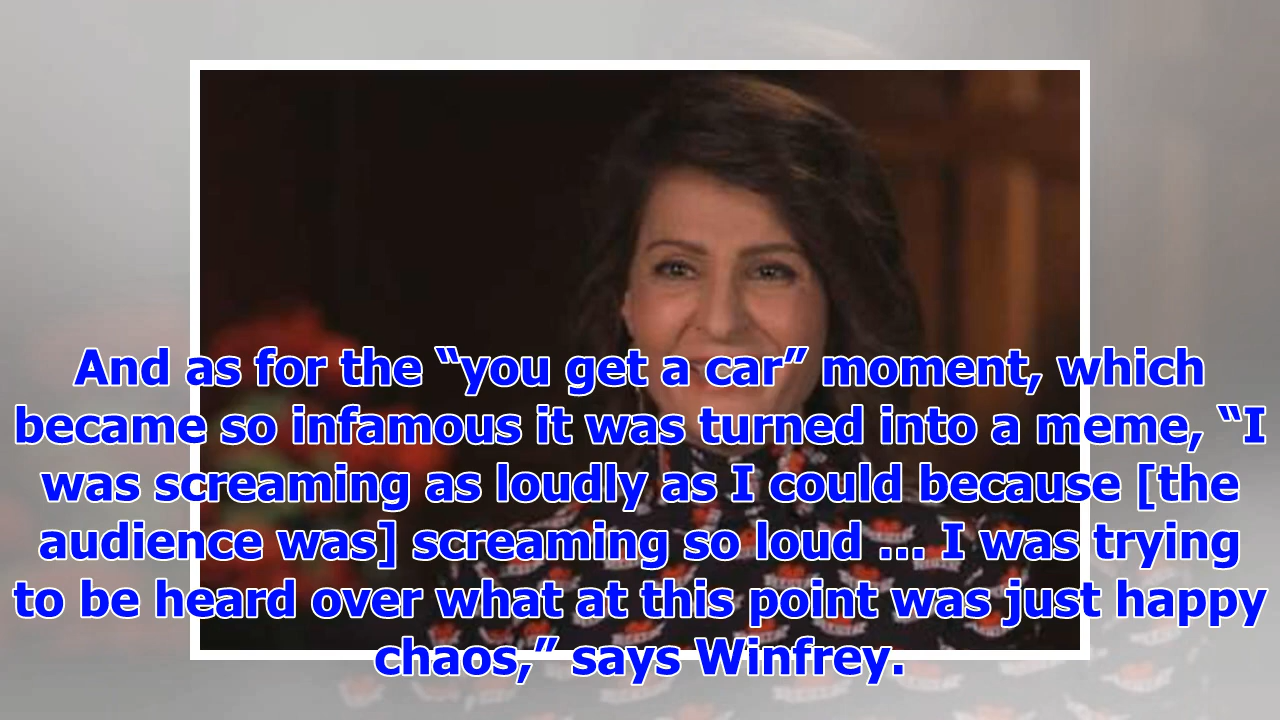 And as for the “you get a car” moment, which
became so infamous it was turned into a meme, “I
was screaming as loudly as I could because [the
audience was] screaming so loud ... I was trying
to be heard over what at this point was just happy
chaos,” says Winfrey.